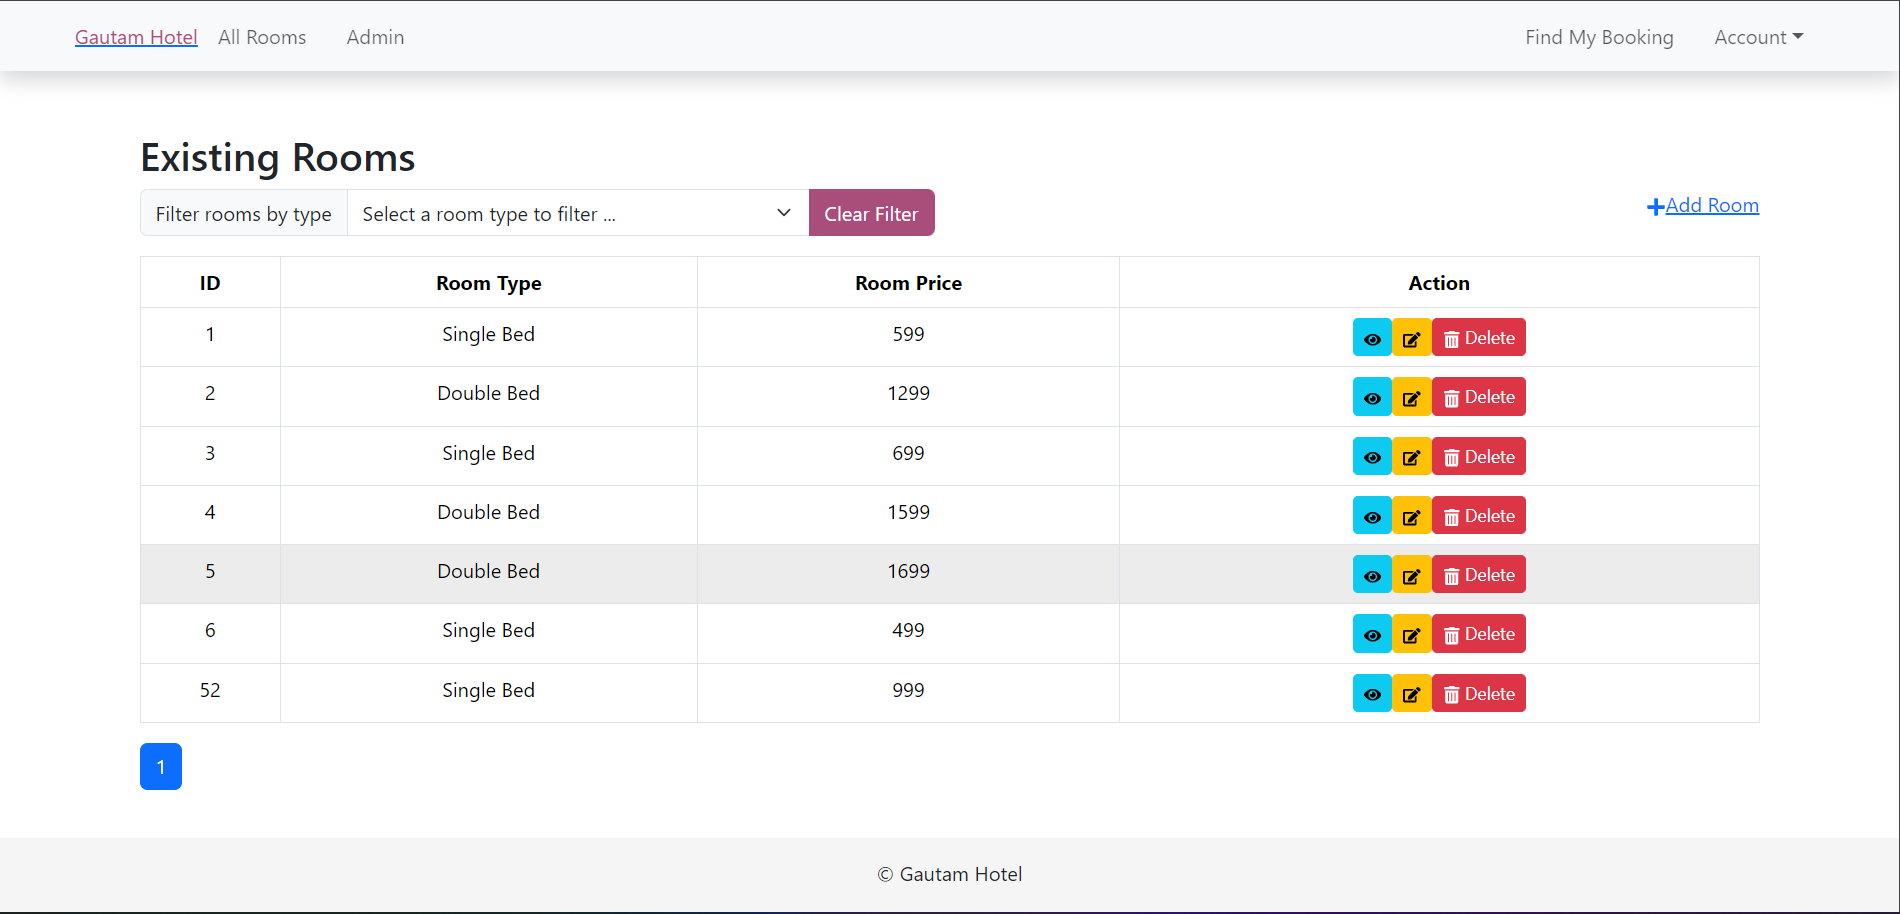 Gautam Hotel All Rooms Admin Find My Booking Account
Existing Rooms
Filter rooms by type Select a room type to filter ... Clear Filter Add Room
ID Room Type Room Price Action
1 Single Bed 599 Delete
2 Double Bed 1299 Delete
3 Single Bed 699 Delete
4 Double Bed 1599 Delete
5 Double Bed 1699 Delete
6 Single Bed 499 Delete
52 Single Bed 999 Delete
1
© Gautam Hotel